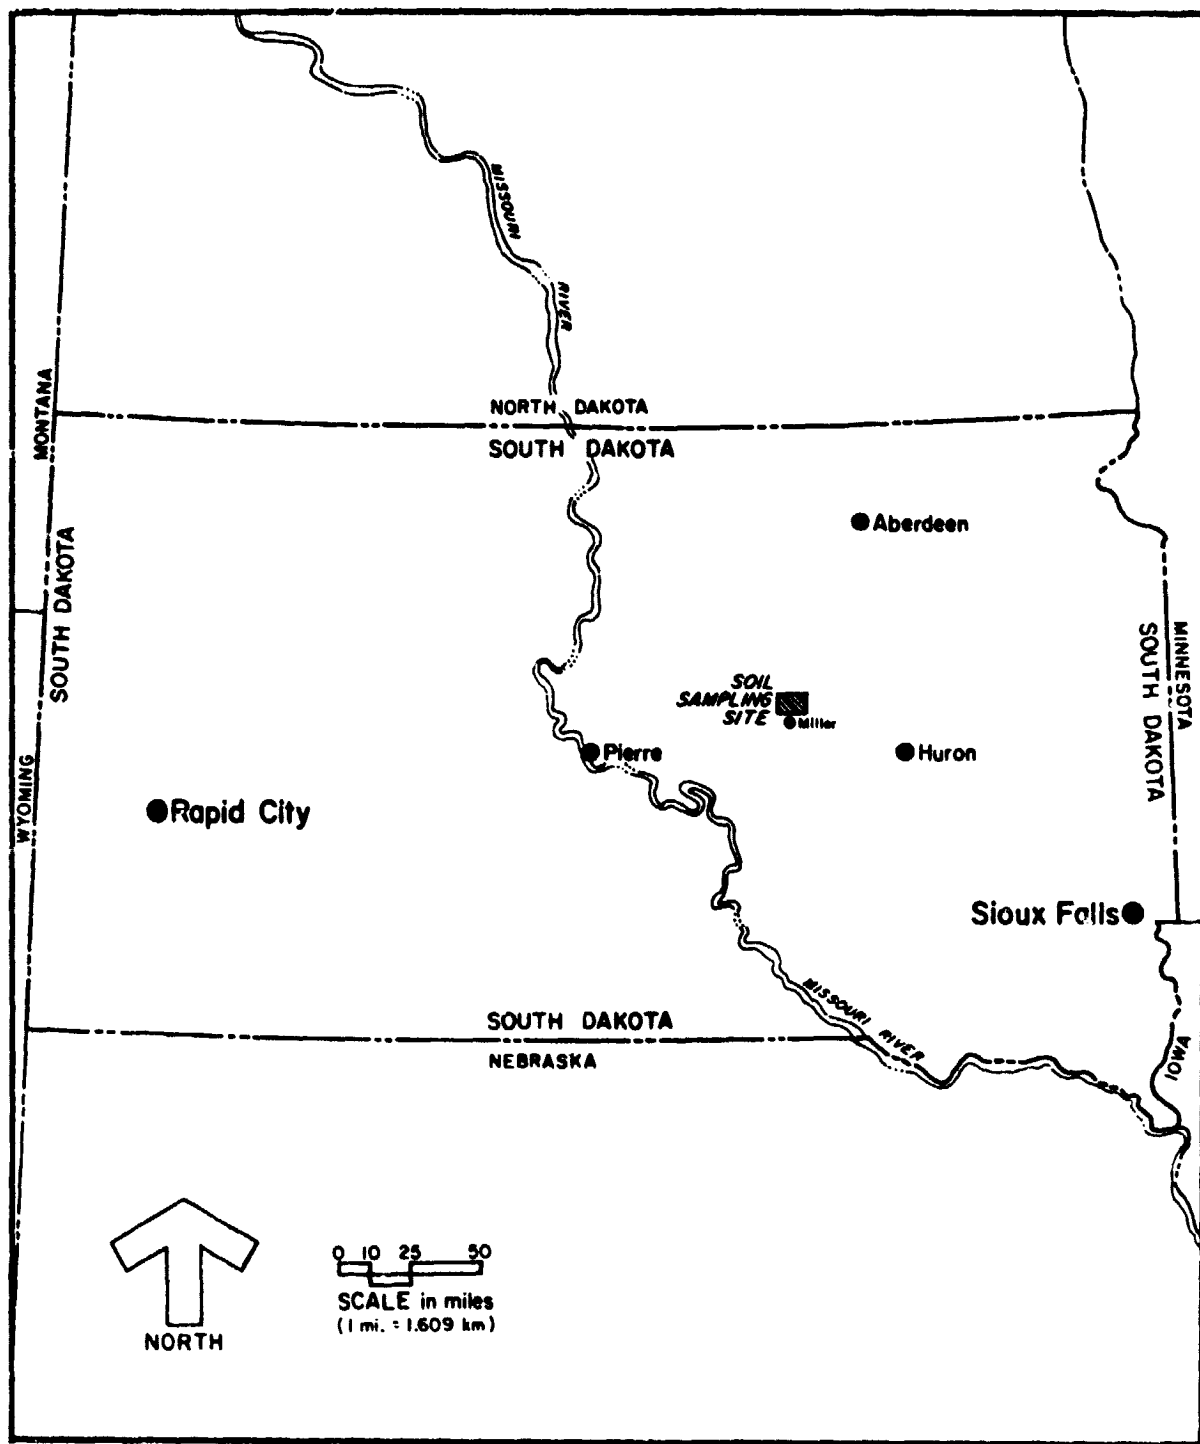 MISSOURI
RIVER
NORTH DAKOTA
SOUTH DAKOTA
MONTANA
SOUTH DAKOTA
WYOMING
Aberdeen
SOIL
SAMPLING
SITE
Miller
Pierre
Huron
MINNESOTA
SOUTH DAKOTA
Rapid City
Sioux Falls
MISSOURI RIVER
SOUTH DAKOTA
NEBRASKA
IOWA
NORTH
0 10 25 50
SCALE in miles
(1 mi. = 1.609 km)